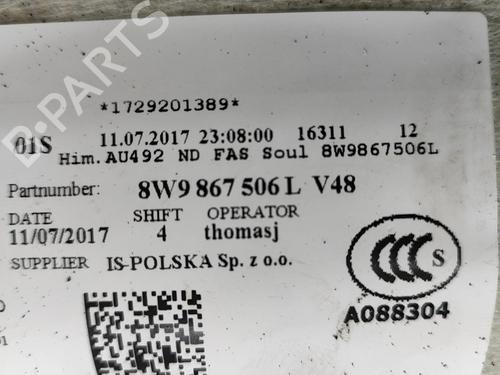 *1729201389*
01S 11.07.2017 23:08:00 16311 12
Him. AU492 ND FAS Soul 8W9867506L
Partnumber: 8W9 867 506 L V48
DATE SHIFT OPERATOR
11/07/2017 4 thomasj
SUPPLIER IS-POLSKA Sp. z o.o.
CCC S
A088304
B-PARTS